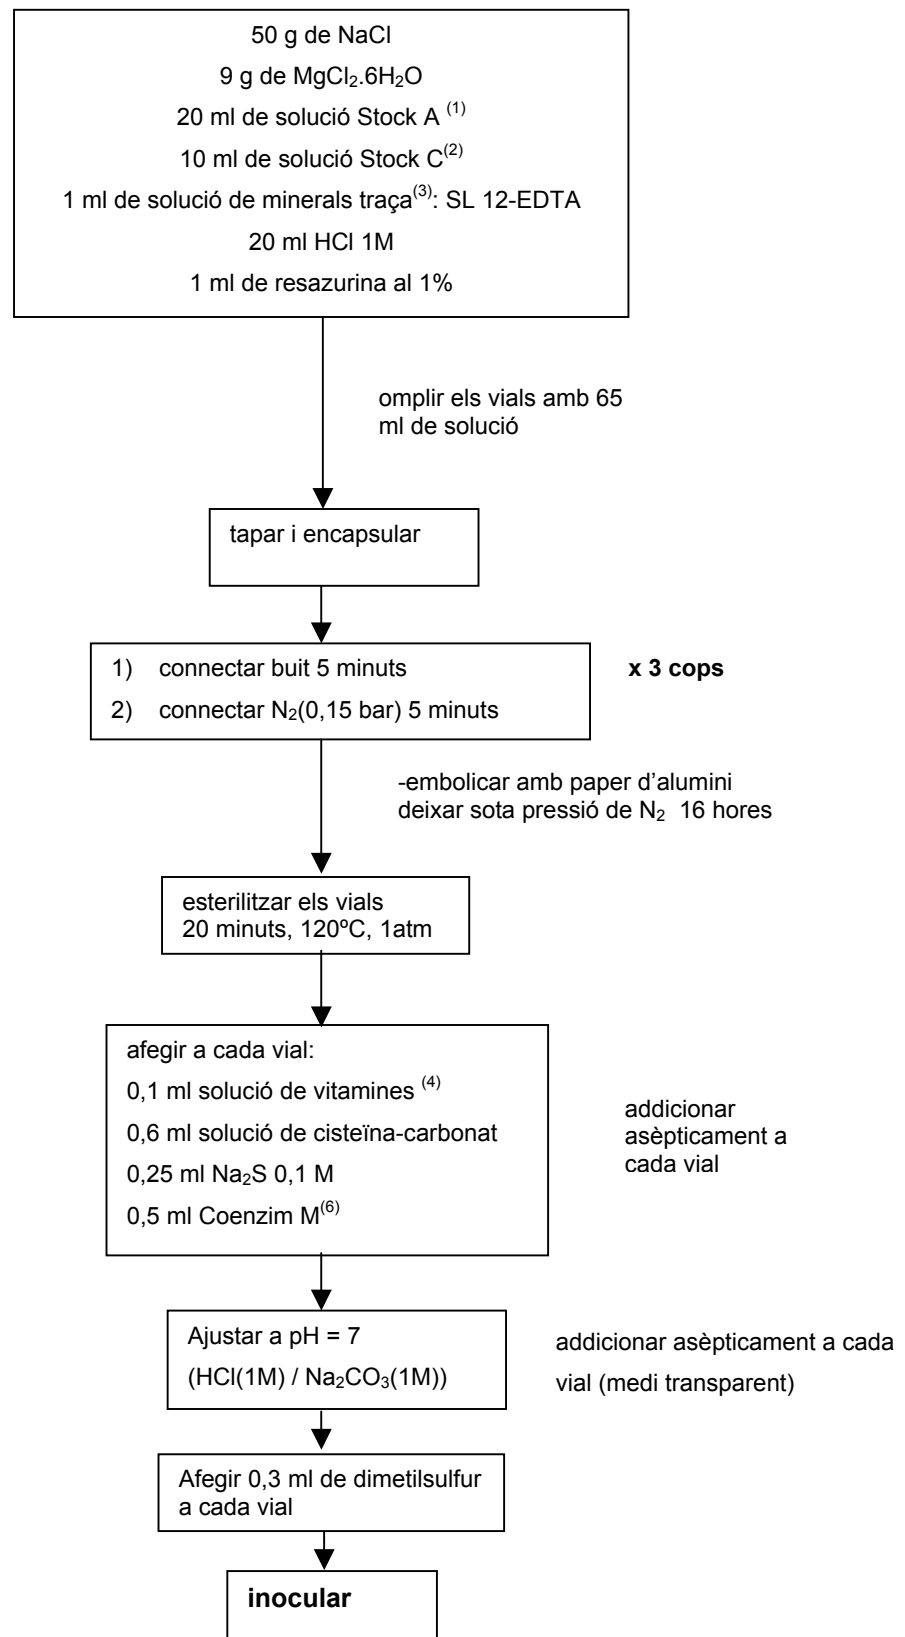 50 g de NaCl
9 g de MgCl₂.6H₂O
20 ml de solució Stock A ⁽¹⁾
10 ml de solució Stock C⁽²⁾
1 ml de solució de minerals traça⁽³⁾: SL 12-EDTA
20 ml HCl 1M
1 ml de resazurina al 1%
omplir els vials amb 65
ml de solució
tapar i encapsular
1) connectar buit 5 minuts
x 3 cops
2) connectar N₂(0,15 bar) 5 minuts
-embolicar amb paper d'alumini
deixar sota pressió de N₂ 16 hores
esterilitzar els vials
20 minuts, 120ºC, 1atm
afegir a cada vial:
0,1 ml solució de vitamines ⁽⁴⁾
0,6 ml solució de cisteïna-carbonat
0,25 ml Na₂S 0,1 M
0,5 ml Coenzim M⁽⁶⁾
addicionar
asèpticament a
cada vial
Ajustar a pH = 7
(HCl(1M) / Na₂CO₃(1M))
addicionar asèpticament a cada
vial (medi transparent)
Afegir 0,3 ml de dimetilsulfur
a cada vial
inocular